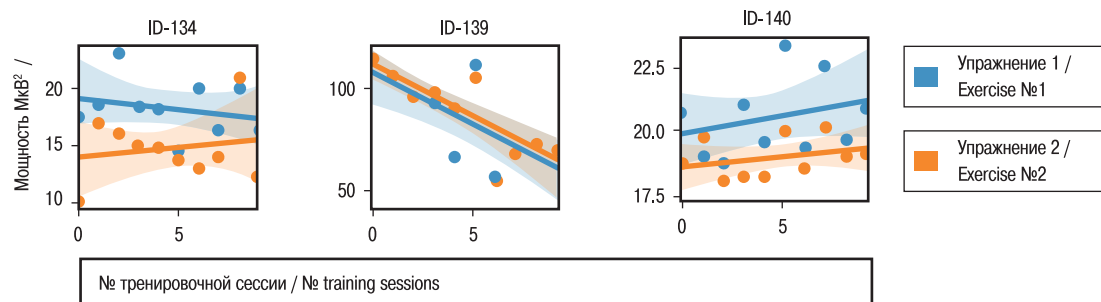 ID-134
ID-139
ID-140
Мощность МкВ² /
20
15
10
0
5
100
50
0
5
22.5
20.0
17.5
0
5
Упражнение 1 /
Exercise №1
Упражнение 2 /
Exercise №2
№ тренировочной сессии / № training sessions